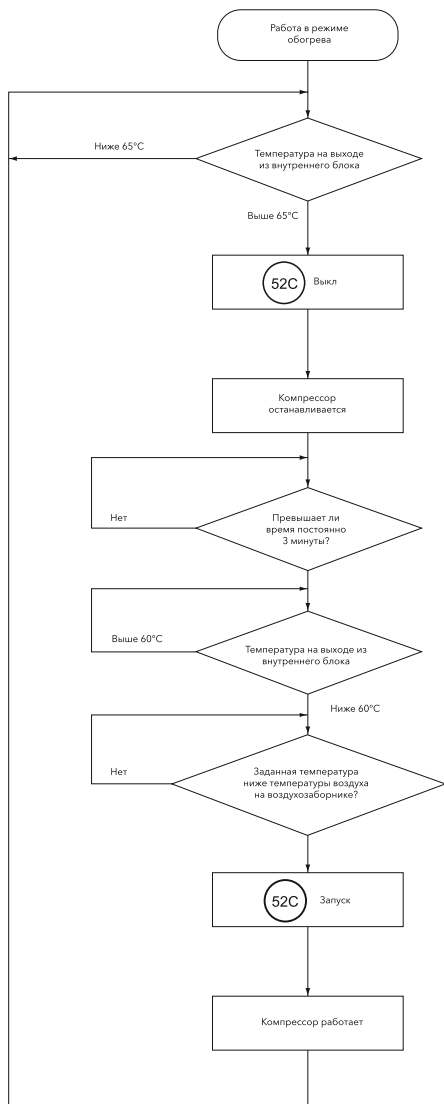 Работа в режиме
обогрева
Ниже 65°C
Температура на выходе
из внутреннего блока
Выше 65°C
52C Выкл
Компрессор
останавливается
Нет
Превышает ли
время постоянно
3 минуты?
Выше 60°C
Температура на выходе из
внутреннего блока
Ниже 60°C
Нет
Заданная температура
ниже температуры воздуха
на воздухозаборнике?
52C Запуск
Компрессор работает